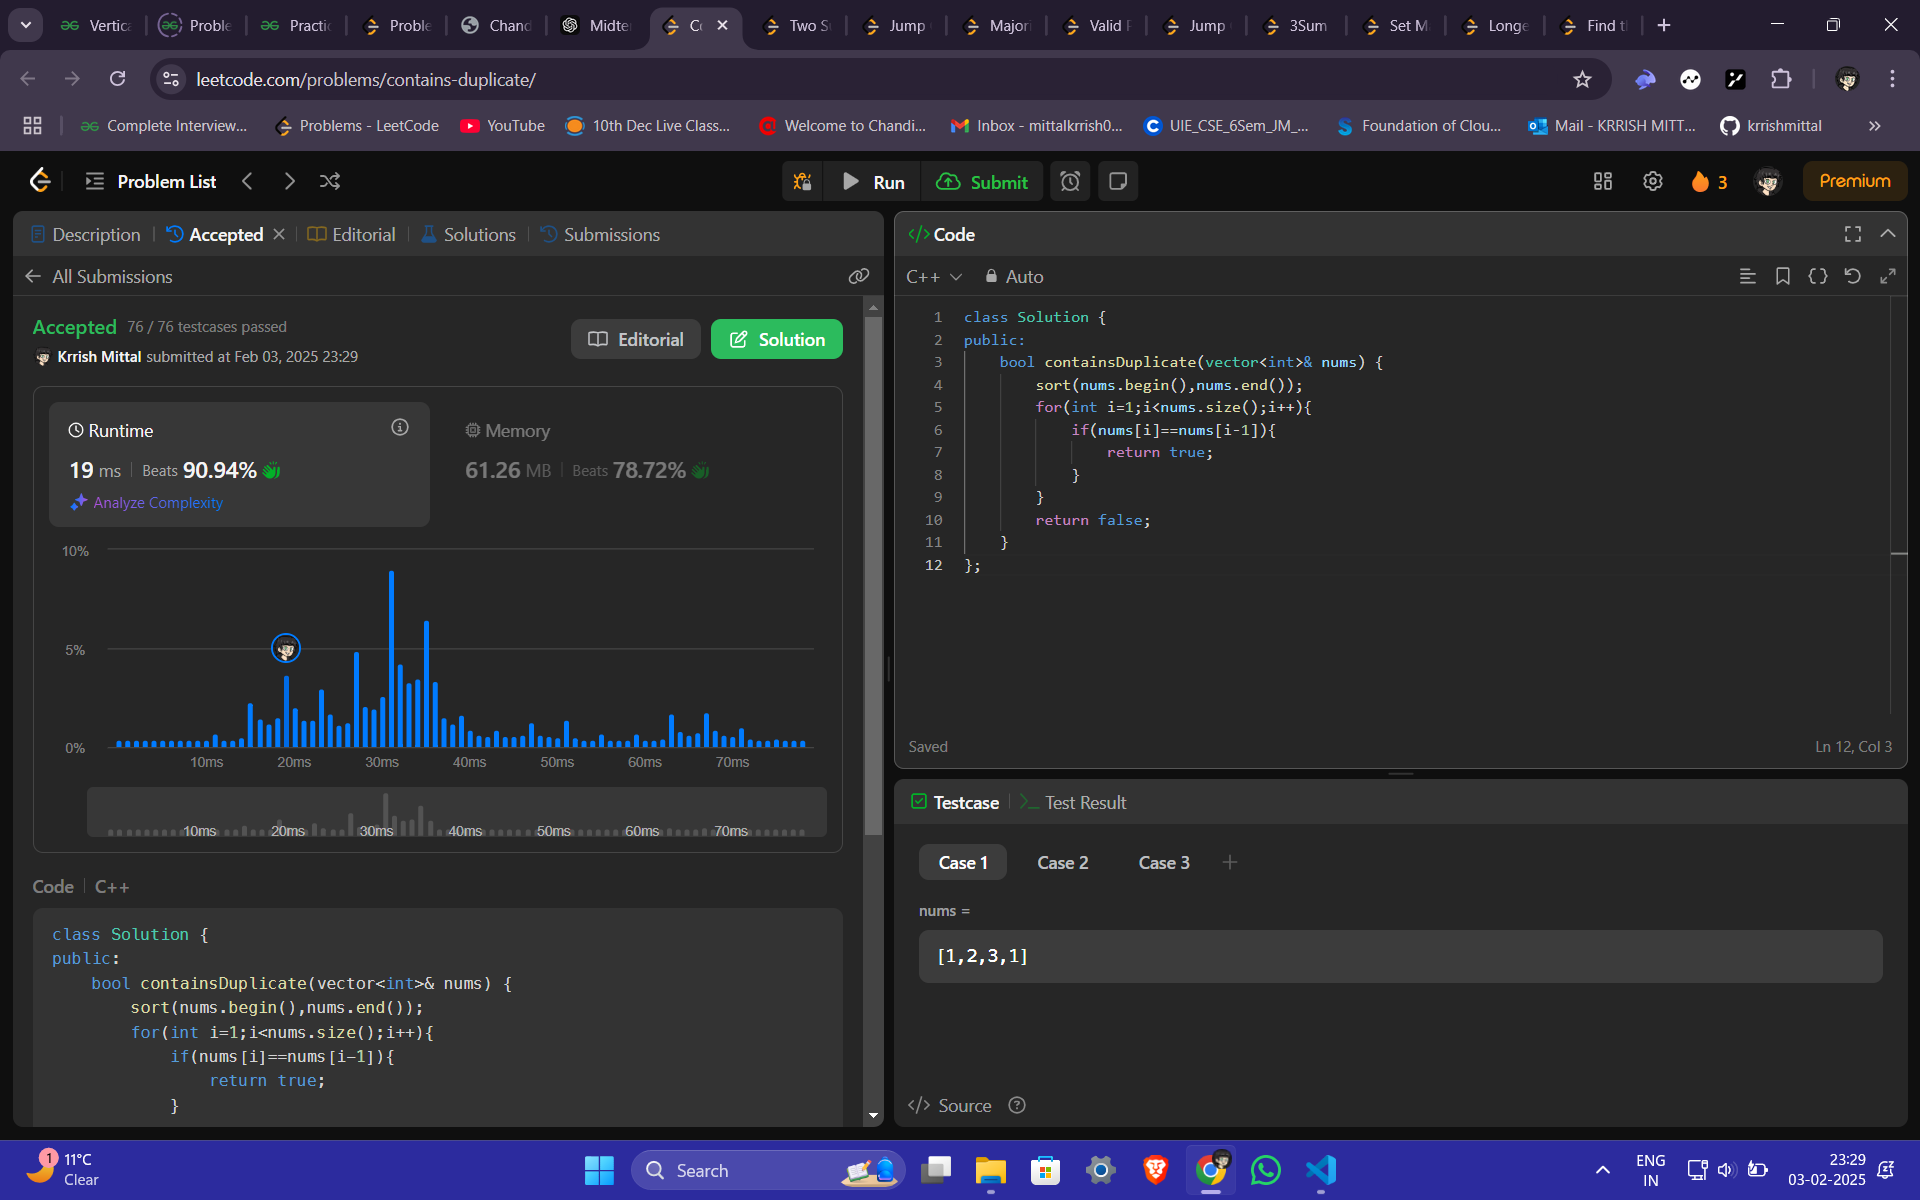 Vertica
Proble
Practic
Proble
Chand
Midte
Co
Two S
Jump
Majori
Valid P
Jump
3Sum
Set M
Longe
Find t
leetcode.com/problems/contains-duplicate/
Complete Interview...
Problems - LeetCode
YouTube
10th Dec Live Class...
Welcome to Chandi...
Inbox - mittalkrrish0...
UIE_CSE_6Sem_JM_...
Foundation of Clou...
Mail - KRRISH MITT...
krrishmittal
Problem List
Run
Submit
3
Premium
Description
Accepted
Editorial
Solutions
Submissions
All Submissions
Accepted 76 / 76 testcases passed
Krrish Mittal submitted at Feb 03, 2025 23:29
Editorial
Solution
Runtime
19 ms Beats 90.94%
Analyze Complexity
Memory
61.26 MB Beats 78.72%
10%
5%
0%
10ms 20ms 30ms 40ms 50ms 60ms 70ms
10ms 20ms 30ms 40ms 50ms 60ms 70ms
Code C++
class Solution {
public:
    bool containsDuplicate(vector<int>& nums) {
        sort(nums.begin(),nums.end());
        for(int i=1;i<nums.size();i++){
            if(nums[i]==nums[i-1]){
                return true;
            }
</> Code
C++ Auto
1 class Solution {
2 public:
3     bool containsDuplicate(vector<int>& nums) {
4         sort(nums.begin(),nums.end());
5         for(int i=1;i<nums.size();i++){
6             if(nums[i]==nums[i-1]){
7                 return true;
8             }
9         }
10         return false;
11     }
12 };
Saved
Ln 12, Col 3
Testcase
Test Result
Case 1 Case 2 Case 3
nums =
[1,2,3,1]
</> Source
1
11°C
Clear
Search
ENG
IN
23:29
03-02-2025